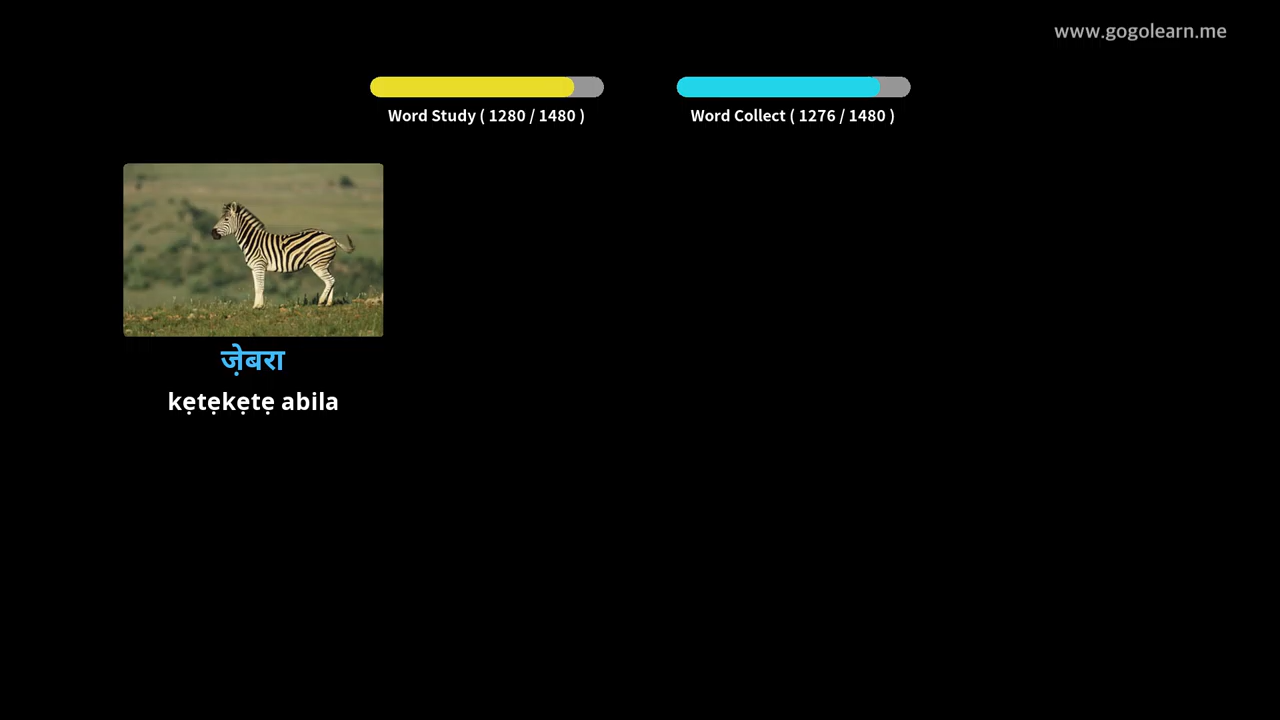 www.gogolearn.me
Word Study ( 1280 / 1480 )
Word Collect ( 1276 / 1480 )
ज़ेबरा
kẹtẹkẹtẹ abila